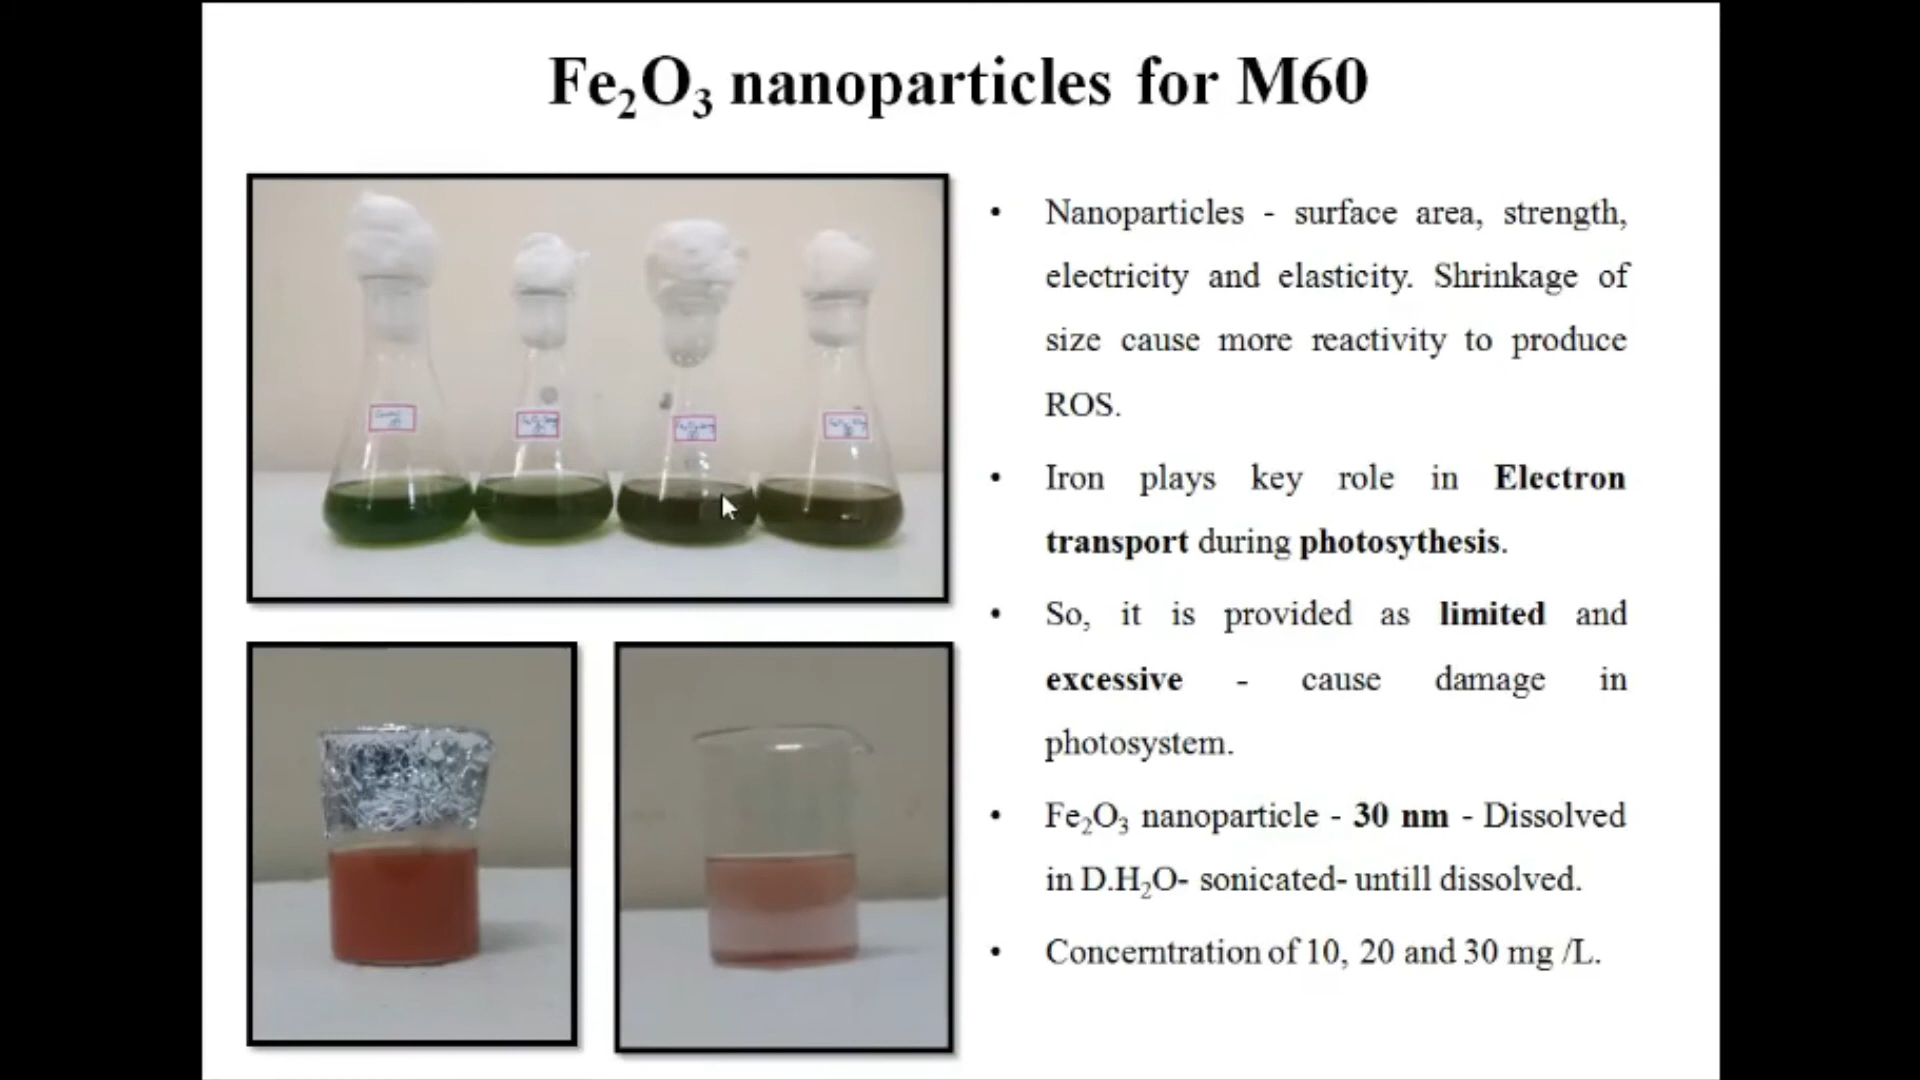 Fe₂O₃ nanoparticles for M60
• Nanoparticles - surface area, strength,
electricity and elasticity. Shrinkage of
size cause more reactivity to produce
ROS.
• Iron plays key role in Electron
transport during photosythesis.
• So, it is provided as limited and
excessive - cause damage in
photosystem.
• Fe₂O₃ nanoparticle - 30 nm - Dissolved
in D.H₂O- sonicated- untill dissolved.
• Concerntration of 10, 20 and 30 mg /L.